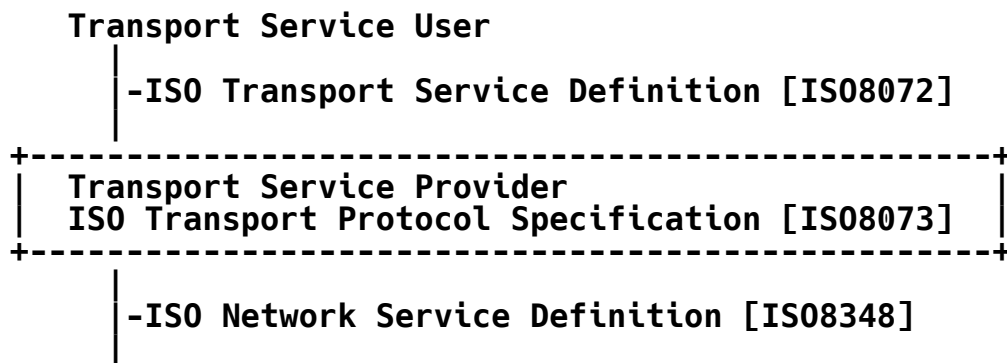 Transport Service User
|
|-ISO Transport Service Definition [ISO8072]
|
+--------------------------------------------------+
|  Transport Service Provider                      |
|  ISO Transport Protocol Specification [ISO8073]  |
+--------------------------------------------------+
|
|-ISO Network Service Definition [ISO8348]
|